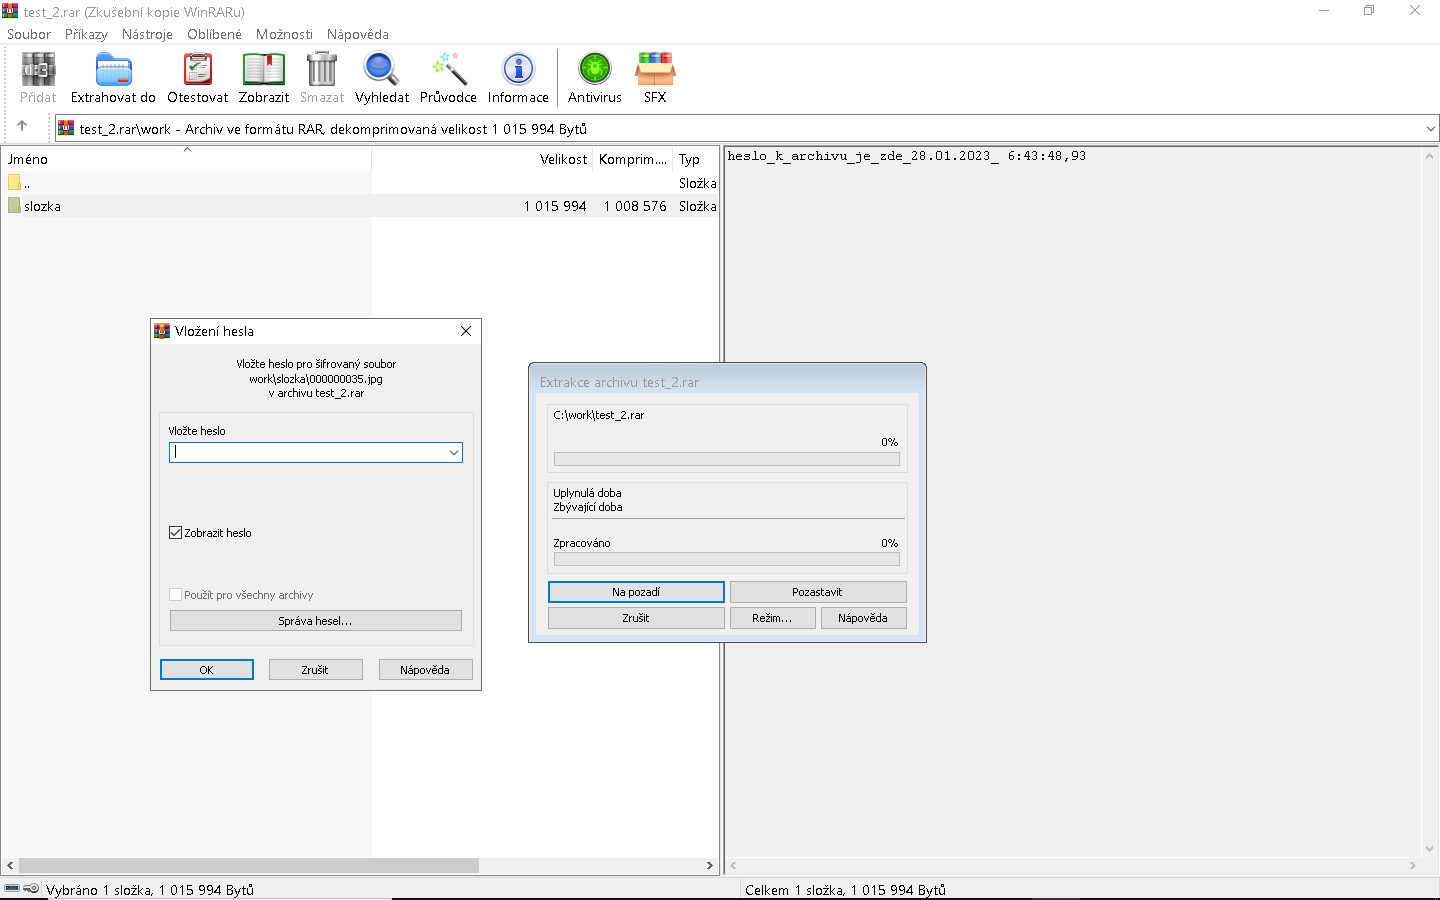 test_2.rar (Zkušební kopie WinRARu)
Soubor Příkazy Nástroje Oblíbené Možnosti Nápověda
Přidat Extrahovat do Otestovat Zobrazit Smazat Vyhledat Průvodce Informace Antivirus SFX
test_2.rar\work - Archiv ve formátu RAR, dekomprimovaná velikost 1 015 994 Bytů
Jméno Velikost Komprim.... Typ
.. Složka
slozka 1 015 994 1 008 576 Složka
heslo_k_archivu_je_zde_28.01.2023_ 6:43:48,93
Vložení hesla
Vložte heslo pro šifrovaný soubor
work\slozka\000000035.jpg
v archivu test_2.rar
Vložte heslo
Zobrazit heslo
Použít pro všechny archivy
Správa hesel...
OK Zrušit Nápověda
Extrakce archivu test_2.rar
C:\work\test_2.rar
0%
Uplynulá doba
Zbývající doba
Zpracováno 0%
Na pozadí Pozastavit
Zrušit Režim... Nápověda
Vybráno 1 složka, 1 015 994 Bytů Celkem 1 složka, 1 015 994 Bytů